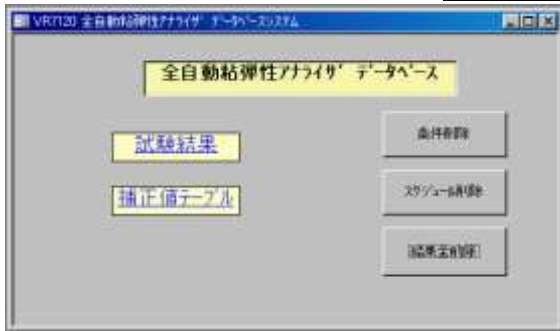 VR7120 全自動粘弾性ｱﾅﾗｲｻﾞ ﾃﾞｰﾀﾍﾞｰｽｼｽﾃﾑ
全自動粘弾性ｱﾅﾗｲｻﾞ ﾃﾞｰﾀﾍﾞｰｽ
試験結果
条件削除
補正値ﾃｰﾌﾞﾙ
ｽｹｼﾞｭｰﾙ削除
結果全削除